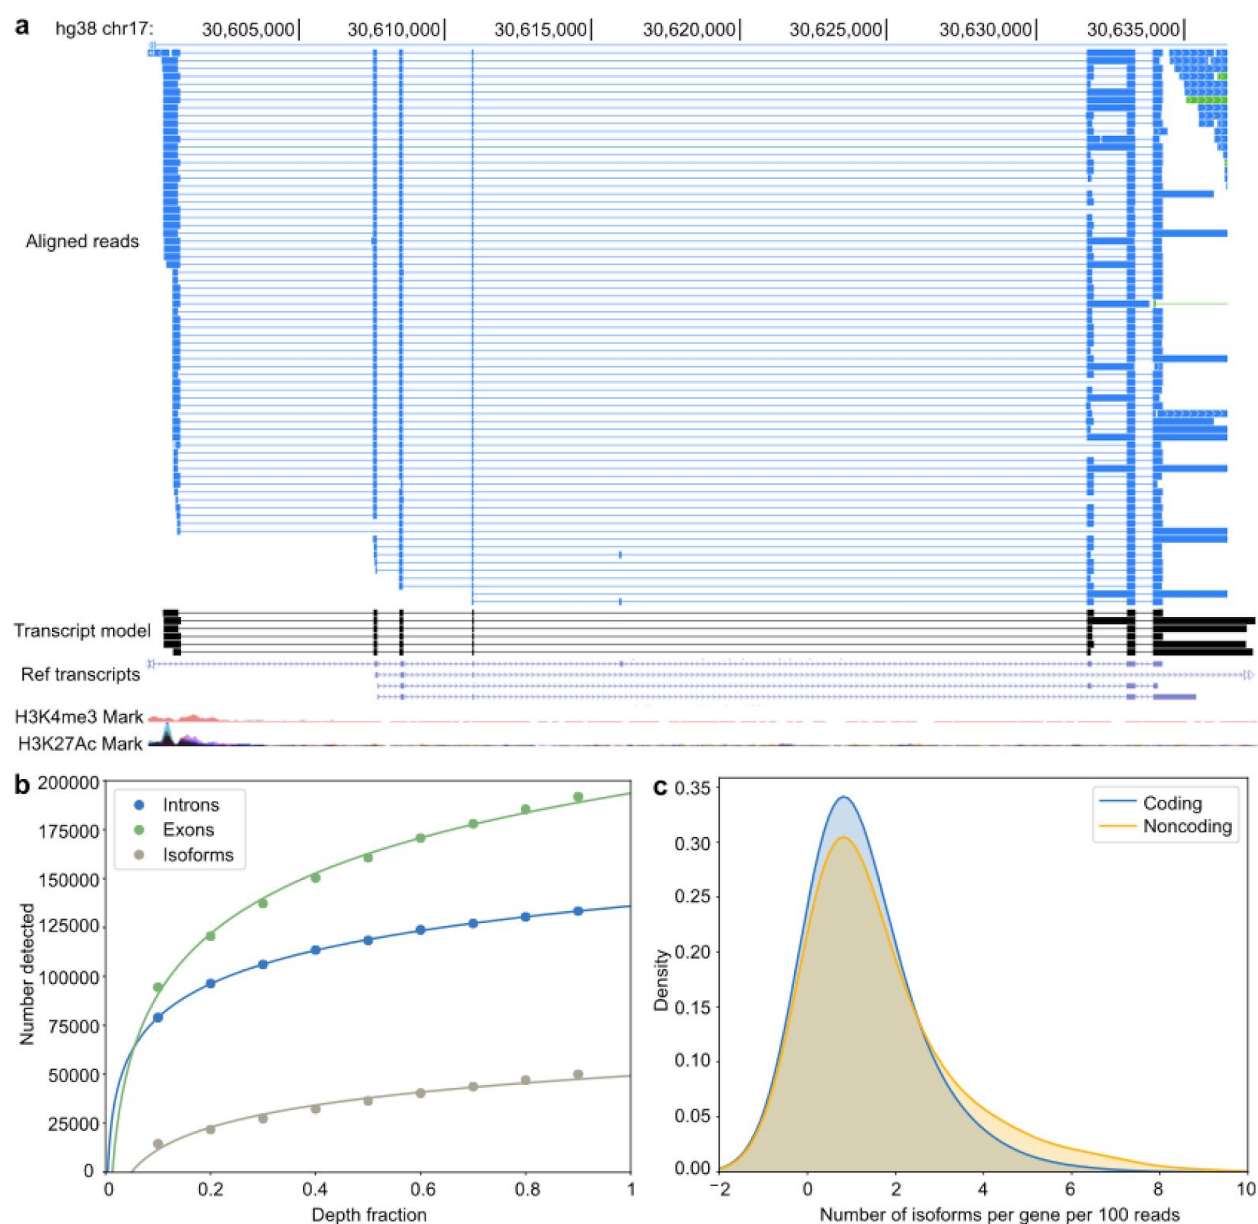 a hg38 chr17: 30,605,000| 30,610,000| 30,615,000| 30,620,000| 30,625,000| 30,630,000| 30,635,000|
Aligned reads
Transcript model
Ref transcripts
H3K4me3 Mark
H3K27Ac Mark
b
200000
175000
150000
125000
100000
75000
50000
25000
0
Number detected
Introns
Exons
Isoforms
0 0.2 0.4 0.6 0.8 1
Depth fraction
c
0.35
0.30
0.25
0.20
0.15
0.10
0.05
0.00
Density
Coding
Noncoding
−2 0 2 4 6 8 10
Number of isoforms per gene per 100 reads